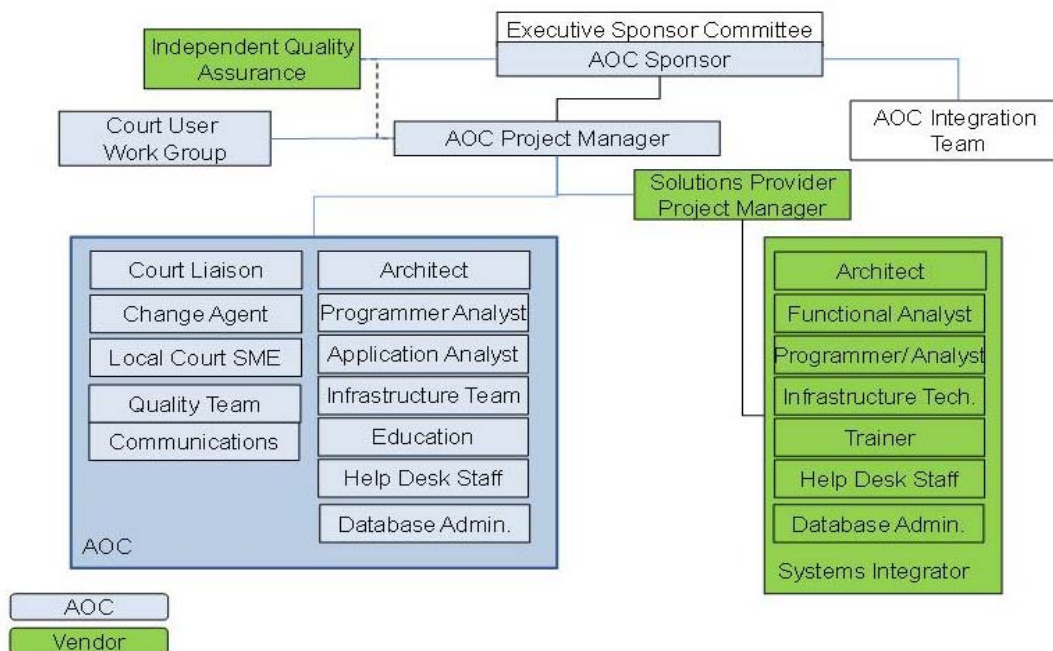 Executive Sponsor Committee
AOC Sponsor
Independent Quality
Assurance
AOC Integration
Team
Court User
Work Group
AOC Project Manager
Solutions Provider
Project Manager
Court Liaison
Change Agent
Local Court SME
Quality Team
Communications
Architect
Programmer Analyst
Application Analyst
Infrastructure Team
Education
Help Desk Staff
Database Admin.
AOC
Architect
Functional Analyst
Programmer/ Analyst
Infrastructure Tech.
Trainer
Help Desk Staff
Database Admin.
Systems Integrator
AOC
Vendor